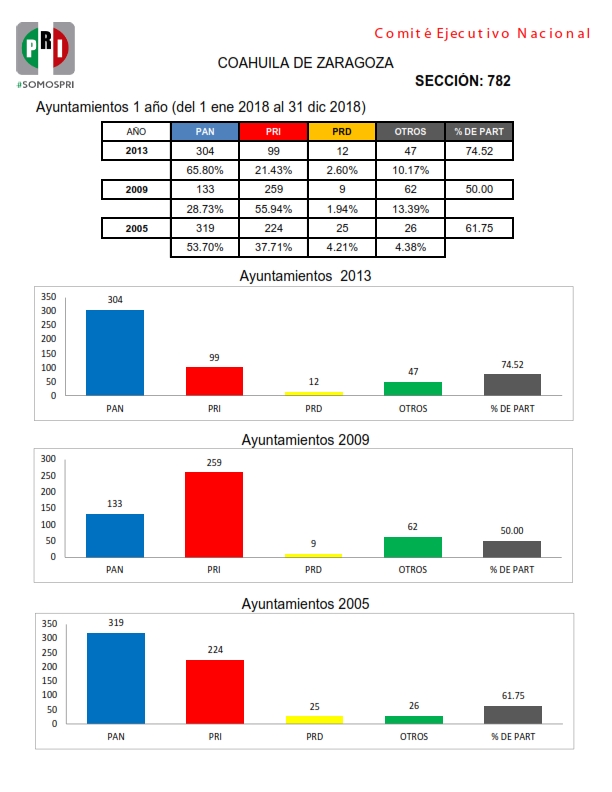 Comité Ejecutivo Nacional
PRI
#SOMOSPRI
COAHUILA DE ZARAGOZA
SECCIÓN: 782
Ayuntamientos 1 año (del 1 ene 2018 al 31 dic 2018)
AÑO PAN PRI PRD OTROS % DE PART
2013 304 99 12 47 74.52
65.80% 21.43% 2.60% 10.17%
2009 133 259 9 62 50.00
28.73% 55.94% 1.94% 13.39%
2005 319 224 25 26 61.75
53.70% 37.71% 4.21% 4.38%
Ayuntamientos 2013
350
300
250
200
150
100
50
0
304 99 12 47 74.52
PAN PRI PRD OTROS % DE PART
Ayuntamientos 2009
300
250
200
150
100
50
0
133 259 9 62 50.00
PAN PRI PRD OTROS % DE PART
Ayuntamientos 2005
350
300
250
200
150
100
50
0
319 224 25 26 61.75
PAN PRI PRD OTROS % DE PART